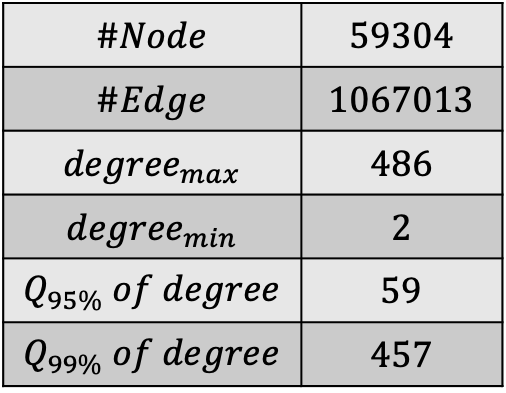 #Node 59304
#Edge 1067013
degree_max 486
degree_min 2
Q_95% of degree 59
Q_99% of degree 457